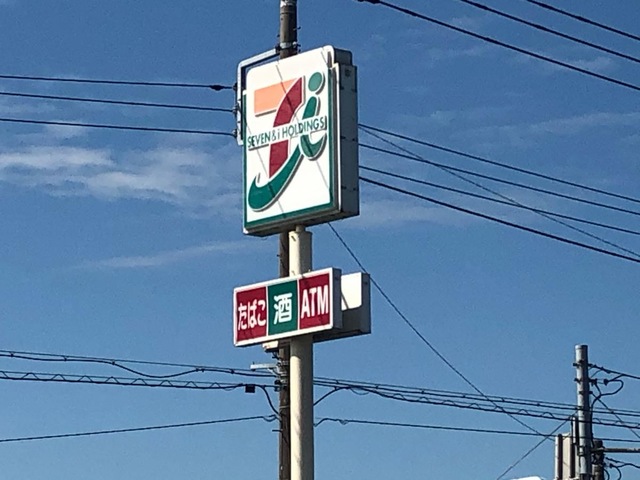 SEVEN & i HOLDINGS
たばこ 酒 ATM